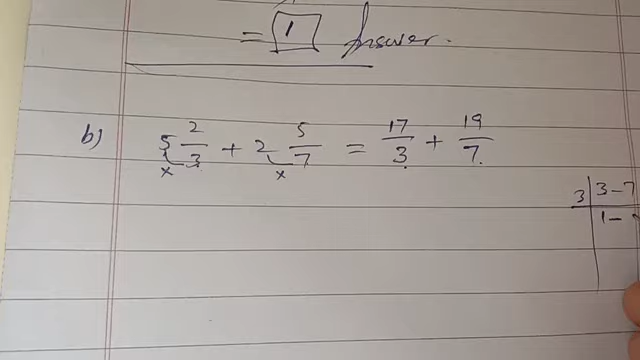 = 1 Answer.
b) 5 2/3 + 2 5/7 = 17/3 + 19/7
x x
3 | 3 - 7
1 -